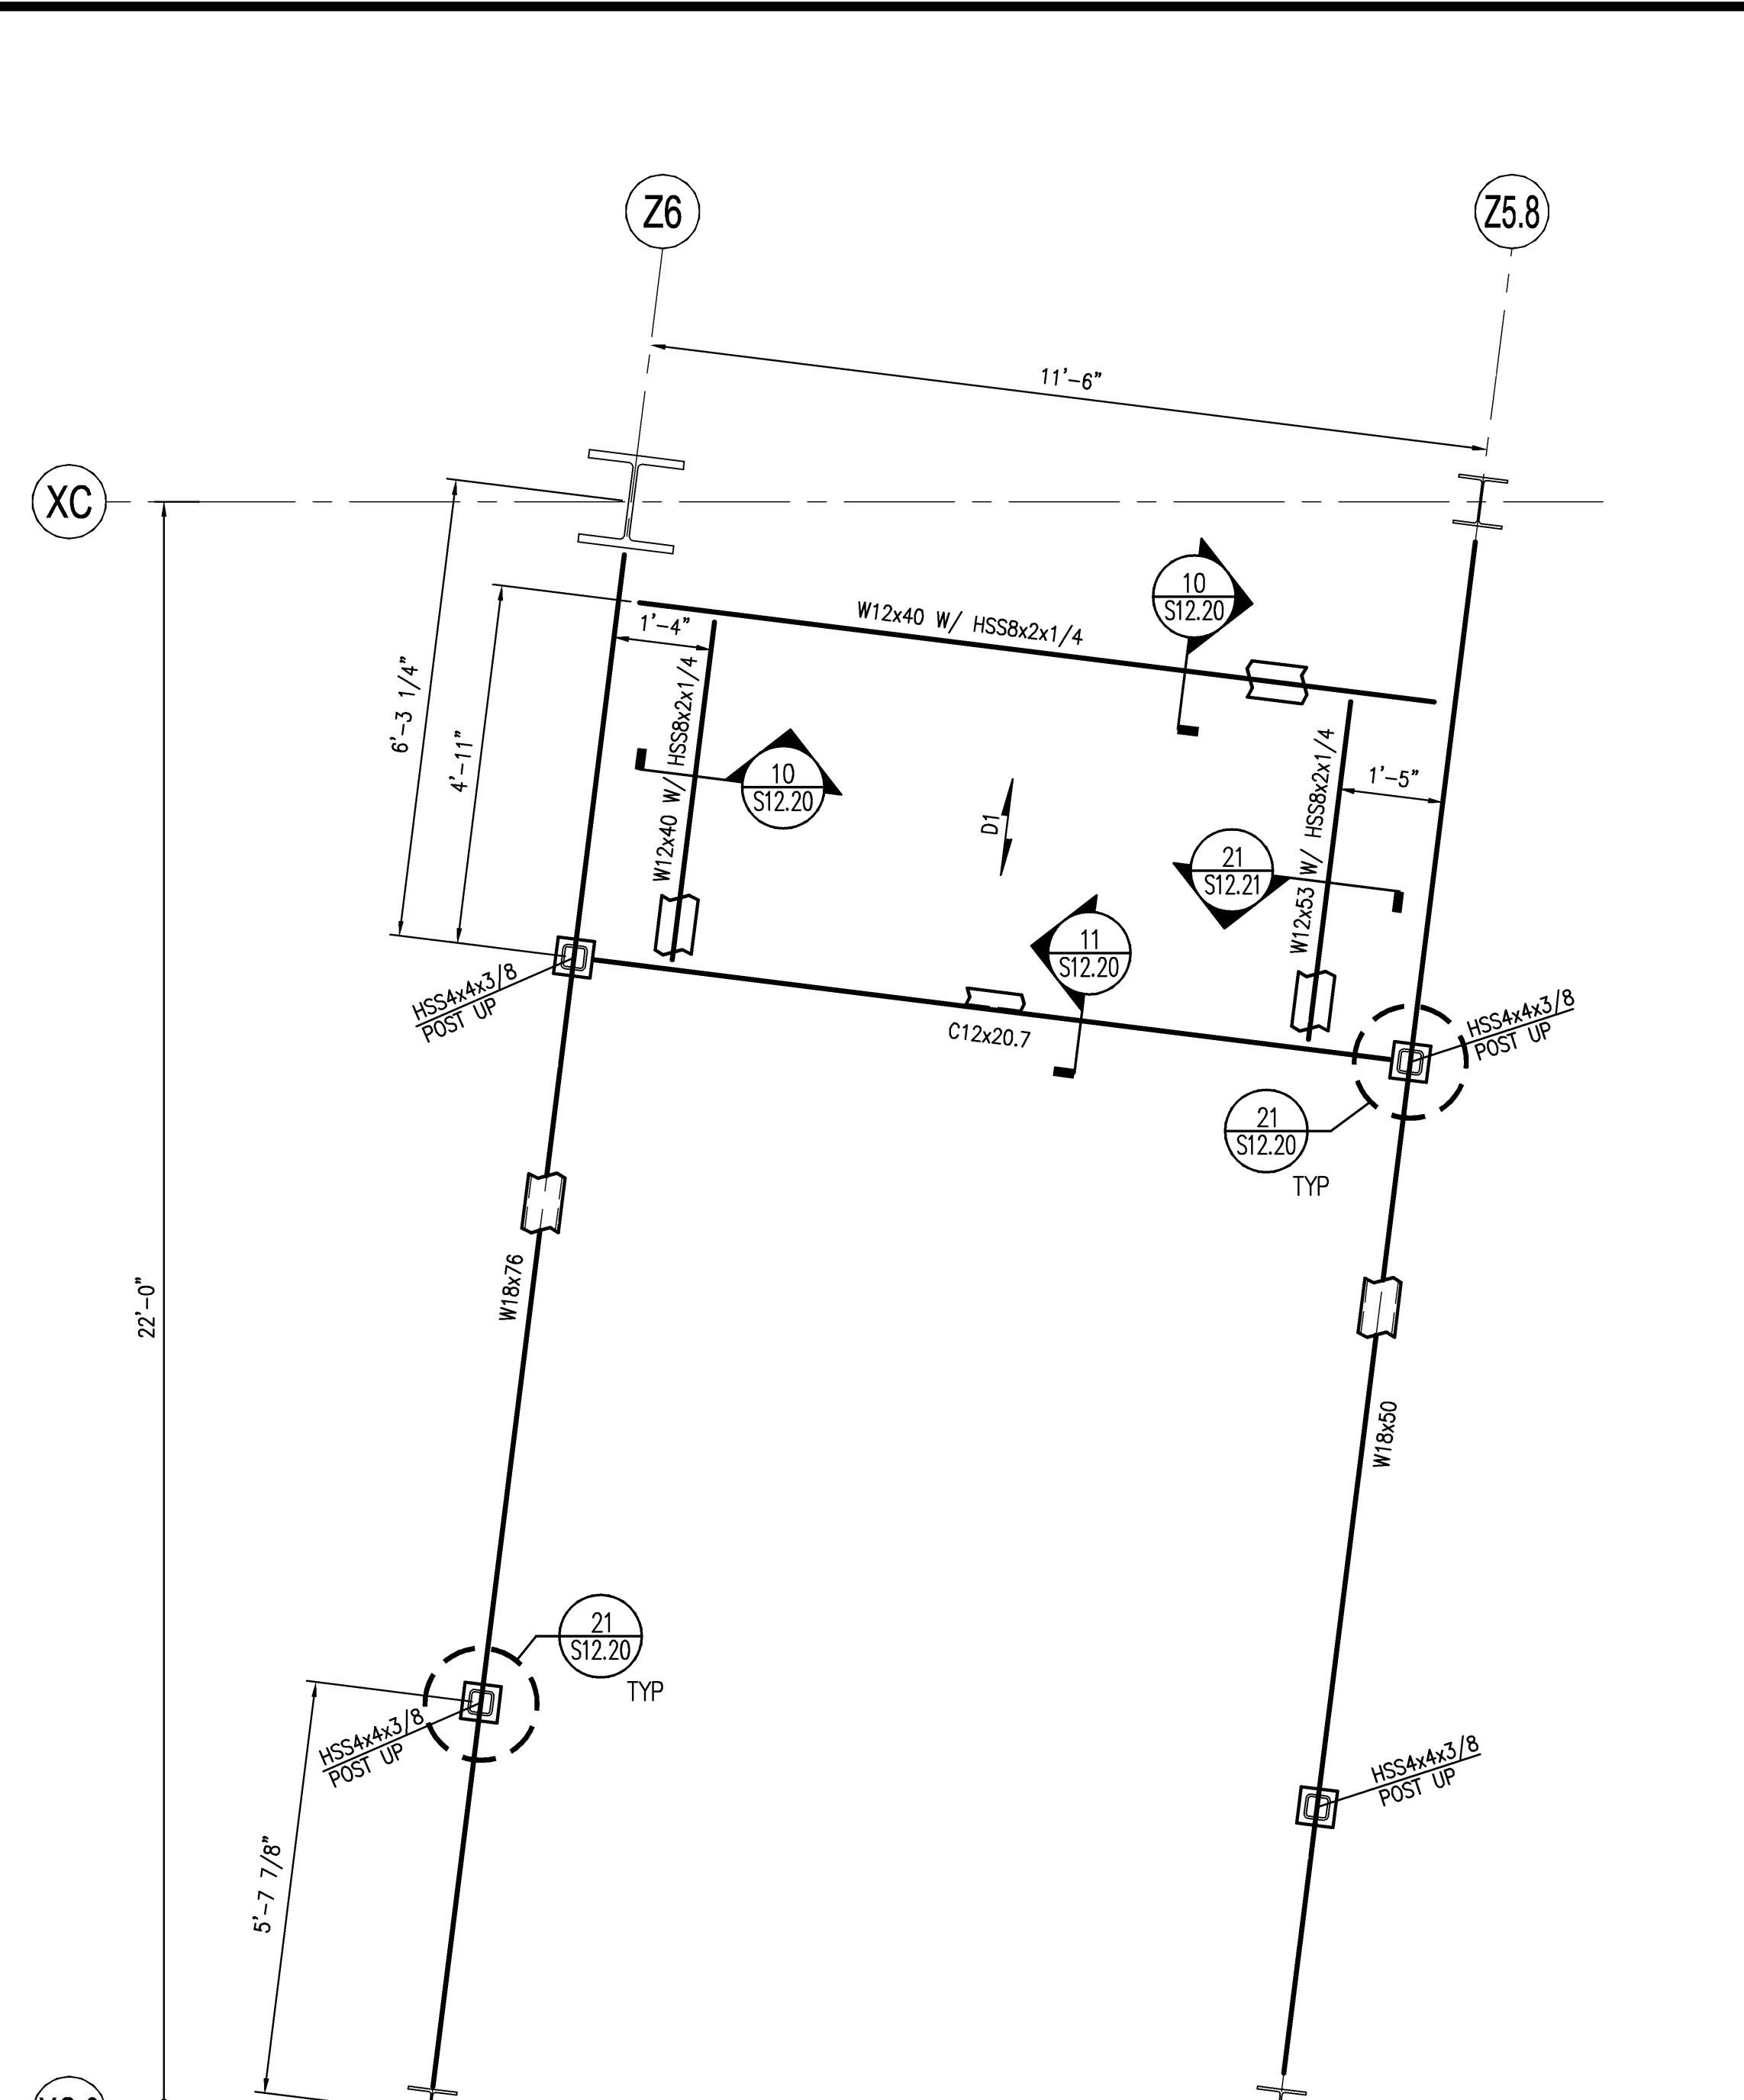 Z6
Z5.8
11'-6"
XC
10
S12.20
W12x40 W/ HSS8x2x1/4
1'-4"
6'-3 1/4"
4'-11"
W12x40 W/ HSS8x2x1/4
10
S12.20
D1
W12x53 W/ HSS8x2x1/4
1'-5"
21
S12.21
11
S12.20
HSS4x4x3/8
POST UP
C12x20.7
HSS4x4x3/8
POST UP
21
S12.20
TYP
22'-0"
W18x76
W18x50
21
S12.20
TYP
HSS4x4x3/8
POST UP
HSS4x4x3/8
POST UP
5'-7 7/8"